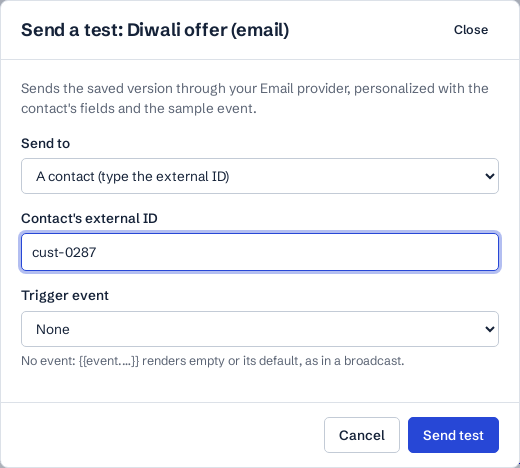 Send a test: Diwali offer (email)
Close
Sends the saved version through your Email provider, personalized with the
contact's fields and the sample event.
Send to
A contact (type the external ID)
Contact's external ID
cust-0287
Trigger event
None
No event: {{event....}} renders empty or its default, as in a broadcast.
Cancel
Send test